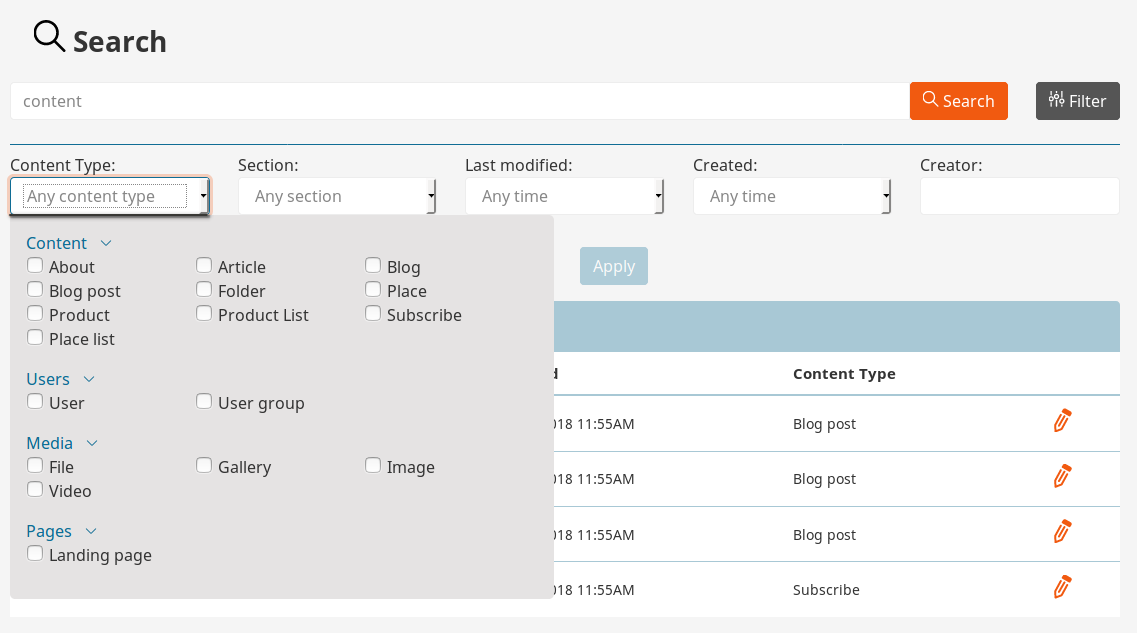 Search
content
Search
Filter
Content Type: Section: Last modified: Created: Creator:
Any content type Any section Any time Any time
Content
About Article Blog
Apply
Blog post Folder Place
Product Product List Subscribe
Place list
Users
Content Type
User User group
Blog post
018 11:55AM
Media
File Gallery Image
018 11:55AM Blog post
Video
Pages
018 11:55AM Blog post
Landing page
018 11:55AM Subscribe